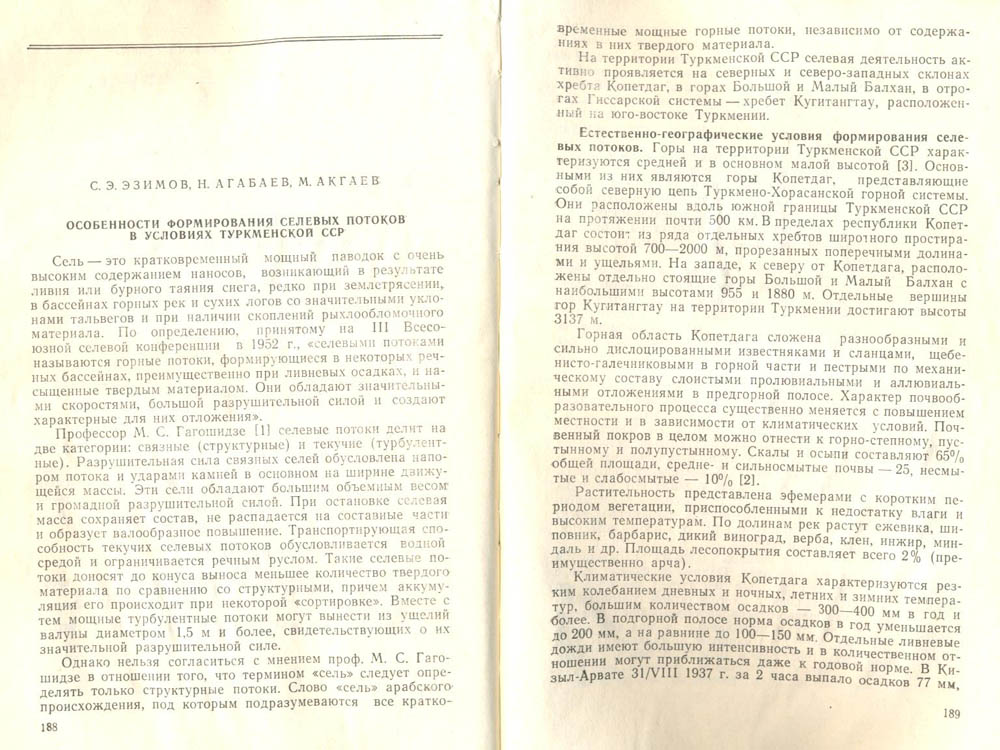 С. Э. ЭЗИМОВ, Н. АГАБАЕВ, М. АКГАЕВ
ОСОБЕННОСТИ ФОРМИРОВАНИЯ СЕЛЕВЫХ ПОТОКОВ
В УСЛОВИЯХ ТУРКМЕНСКОЙ ССР
Сель — это кратковременный мощный паводок с очень
высоким содержанием наносов, возникающий в результате
ливня или бурного таяния снега, редко при землетрясении,
в бассейнах горных рек и сухих логов со значительными укло-
нами тальвегов и при наличии скоплений рыхлообломочного
материала. По определению, принятому на III Всесо-
юзной селевой конференции в 1952 г., «селевыми потоками
называются горные потоки, формирующиеся в некоторых реч-
ных бассейнах, преимущественно при ливневых осадках, и на-
сыщенные твердым материалом. Они обладают значительны-
ми скоростями, большой разрушительной силой и создают
характерные для них отложения».
Профессор М. С. Гагошидзе [1] селевые потоки делит на
две категории: связные (структурные) и текучие (турбулент-
ные). Разрушительная сила связных селей обусловлена напо-
ром потока и ударами камней в основном на ширине движу-
щейся массы. Эти сели обладают большим объемным весом
и громадной разрушительной силой. При остановке селевая
масса сохраняет состав, не распадается на составные части
и образует валообразное повышение. Транспортирующая спо-
собность текучих селевых потоков обусловливается водной
средой и ограничивается речным руслом. Такие селевые по-
токи доносят до конуса выноса меньшее количество твердого
материала по сравнению со структурными, причем аккуму-
ляция его происходит при некоторой «сортировке». Вместе с
тем мощные турбулентные потоки могут вынести из ущелий
валуны диаметром 1,5 м и более, свидетельствующих о их
значительной разрушительной силе.
Однако нельзя согласиться с мнением проф. М. С. Гаго-
шидзе в отношении того, что термином «сель» следует опре-
делять только структурные потоки. Слово «сель» арабского
происхождения, под которым подразумеваются все кратко-
188
временные мощные горные потоки, независимо от содержа-
ниях в них твердого материала.
На территории Туркменской ССР селевая деятельность ак-
тивно проявляется на северных и северо-западных склонах
хребта Копетдаг, в горах Большой и Малый Балхан, в отро-
гах Гиссарской системы — хребет Кугитангтау, расположен-
ный на юго-востоке Туркмении.
Естественно-географические условия формирования селе-
вых потоков. Горы на территории Туркменской ССР харак-
теризуются средней и в основном малой высотой [3]. Основ-
ными из них являются горы Копетдаг, представляющие
собой северную цепь Туркмено-Хорасанской горной системы.
Они расположены вдоль южной границы Туркменской ССР
на протяжении почти 500 км. В пределах республики Копет-
даг состоит из ряда отдельных хребтов широтного простира-
ния высотой 700—2000 м, прорезанных поперечными долина-
ми и ущельями. На западе, к северу от Копетдага, располо-
жены отдельно стоящие горы Большой и Малый Балхан с
наибольшими высотами 955 и 1880 м. Отдельные вершины
гор Кугитангтау на территории Туркмении достигают высоты
3137 м.
Горная область Копетдага сложена разнообразными и
сильно дислоцированными известняками и сланцами, щебе-
нисто-галечниковыми в горной части и пестрыми по механи-
ческому составу слоистыми пролювиальными и аллювиаль-
ными отложениями в предгорной полосе. Характер почвооб-
разовательного процесса существенно меняется с повышением
местности и в зависимости от климатических условий. Поч-
венный покров в целом можно отнести к горно-степному, пус-
тынному и полупустынному. Скалы и осыпи составляют 65%
общей площади, средне- и сильносмытые почвы — 25, несмы-
тые и слабосмытые — 10% [2].
Растительность представлена эфемерами с коротким пе-
риодом вегетации, приспособленными к недостатку влаги и
высоким температурам. По долинам рек растут ежевика, ши-
повник, барбарис, дикий виноград, верба, клен, инжир, мин-
даль и др. Площадь лесопокрытия составляет всего 2% (пре-
имущественно арча).
Климатические условия Копетдага характеризуются рез-
ким колебанием дневных и ночных, летних и зимних темпера-
тур, большим количеством осадков — 300—400 мм в год и
более. В подгорной полосе норма осадков в год уменьшается
до 200 мм, а на равнине до 100—150 мм. Отдельные ливневые
дожди имеют большую интенсивность и в количественном от-
ношении могут приближаться даже к годовой норме. В Ки-
зыл-Арвате 31/VIII 1937 г. за 2 часа выпало осадков 77 мм,
189